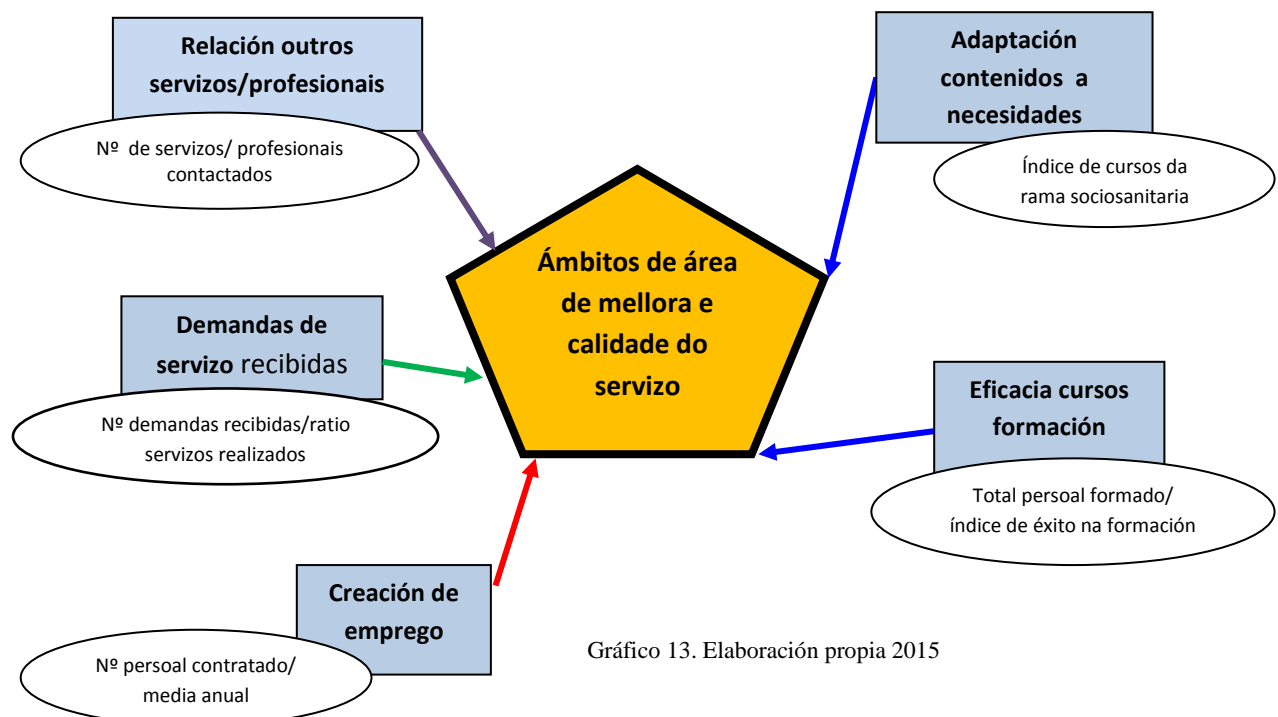 Relación outros
servizos/profesionais
Nº de servizos/ profesionais
contactados
Adaptación
contenidos a
necesidades
Índice de cursos da
rama sociosanitaria
Ámbitos de área
de mellora e
calidade do
servizo
Demandas de
servizo recibidas
Nº demandas recibidas/ratio
servizos realizados
Eficacia cursos
formación
Total persoal formado/
índice de éxito na formación
Creación de
emprego
Nº persoal contratado/
media anual
Gráfico 13. Elaboración propia 2015